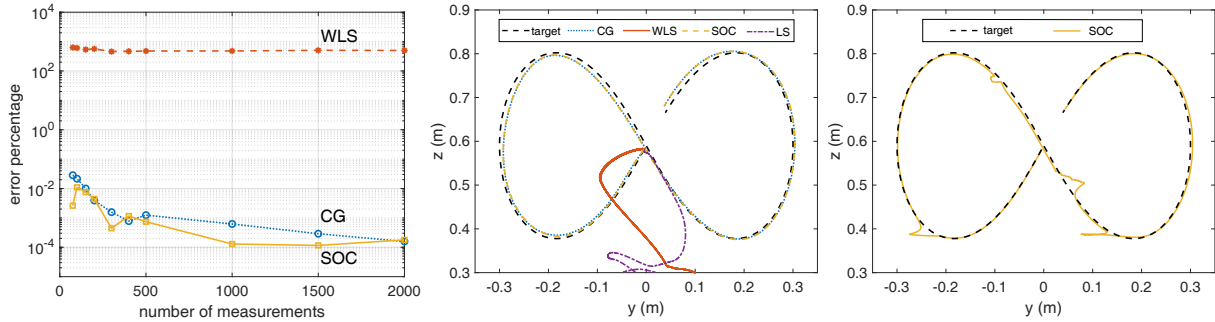 10^4
10^2
10^0
10^-2
10^-4
error percentage
WLS
CG
SOC
0
500
1000
1500
2000
number of measurements
0.9
0.8
0.7
0.6
0.5
0.4
0.3
z (m)
target CG WLS SOC LS
-0.3 -0.2 -0.1 0 0.1 0.2 0.3
y (m)
0.9
0.8
0.7
0.6
0.5
0.4
0.3
z (m)
target SOC
-0.3 -0.2 -0.1 0 0.1 0.2 0.3
y (m)